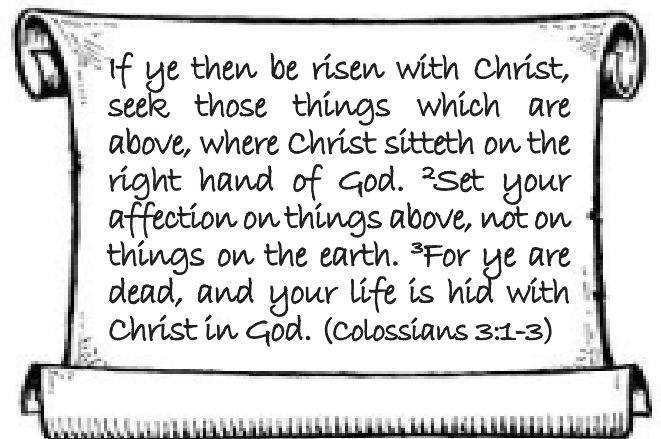 If ye then be risen with Christ,
seek those things which are
above, where Christ sitteth on the
right hand of God. ²Set your
affection on things above, not on
things on the earth. ³For ye are
dead, and your life is hid with
Christ in God. (Colossians 3:1-3)